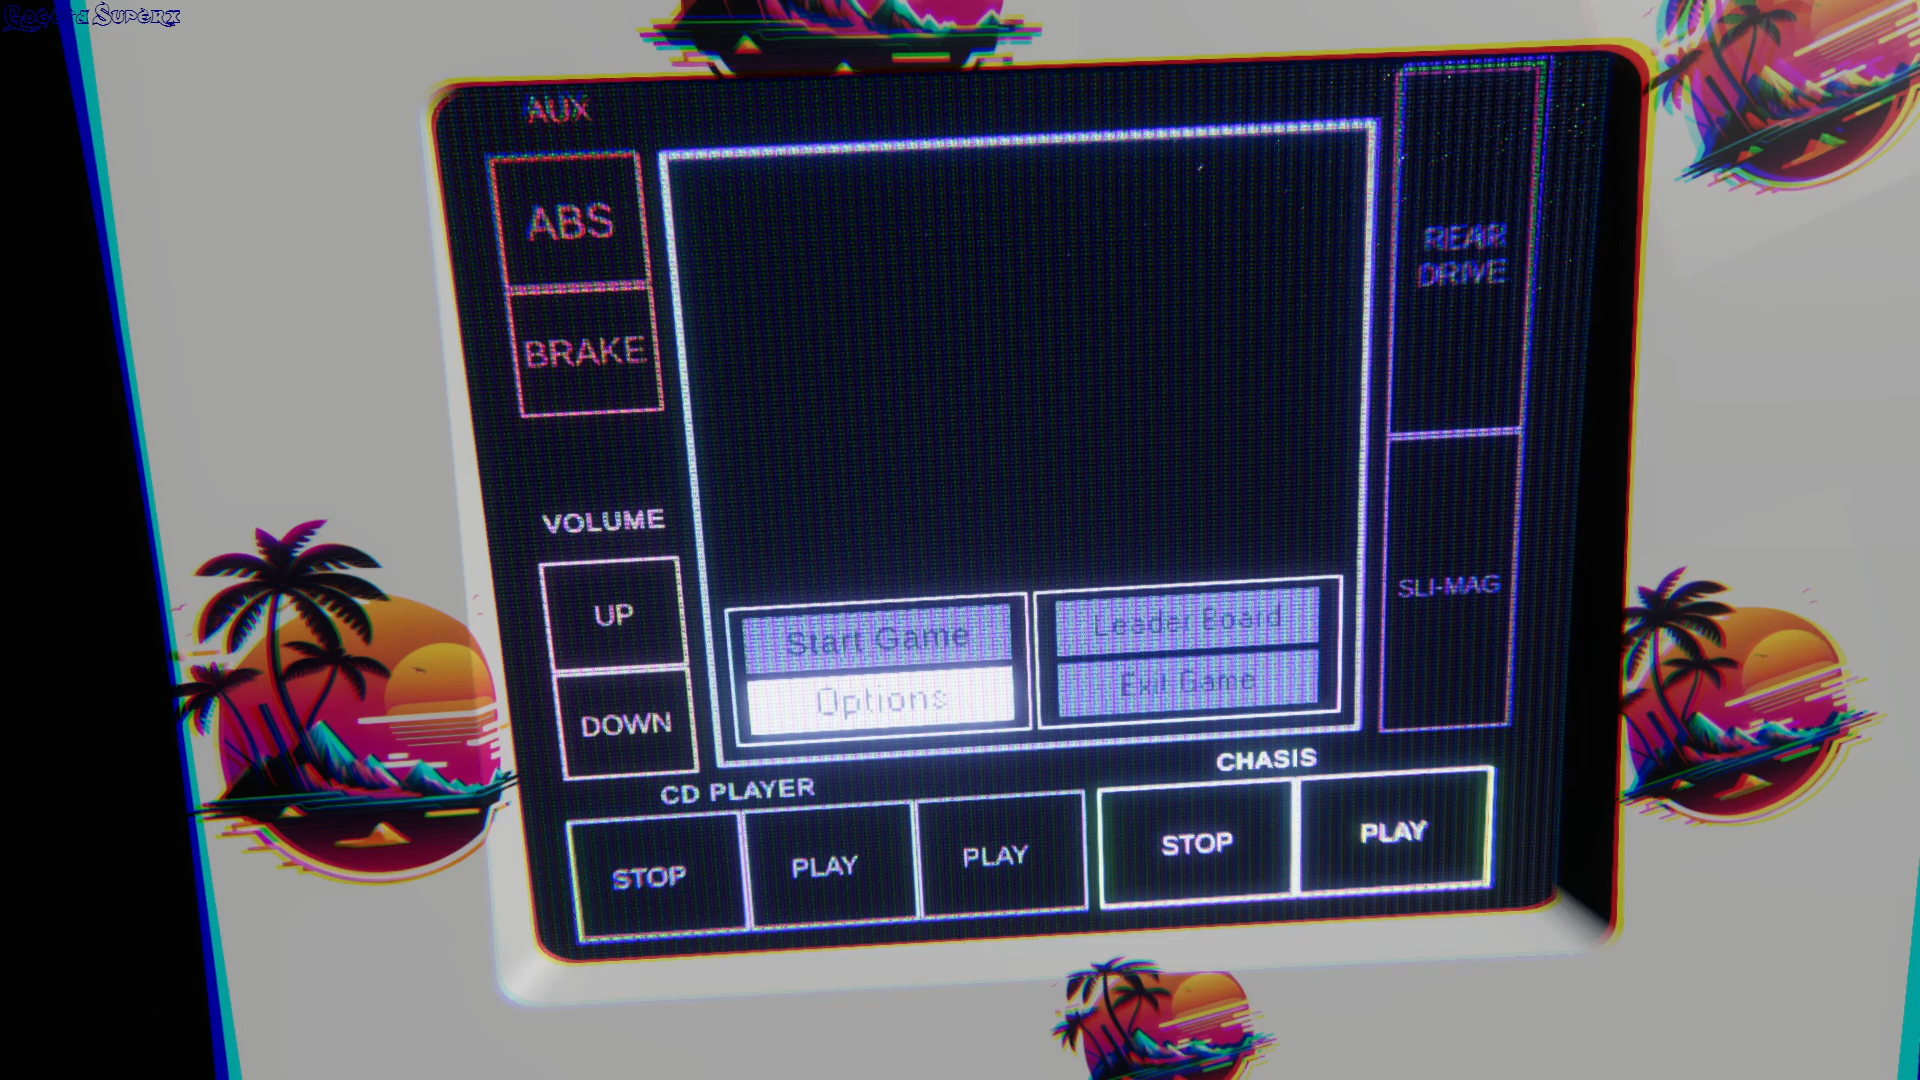 AUX
ABS
BRAKE
REAR
DRIVE
VOLUME
UP
DOWN
SLI-MAG
Start Game
Options
Leader Board
Exit Game
CD PLAYER
CHASIS
STOP
PLAY
PLAY
STOP
PLAY